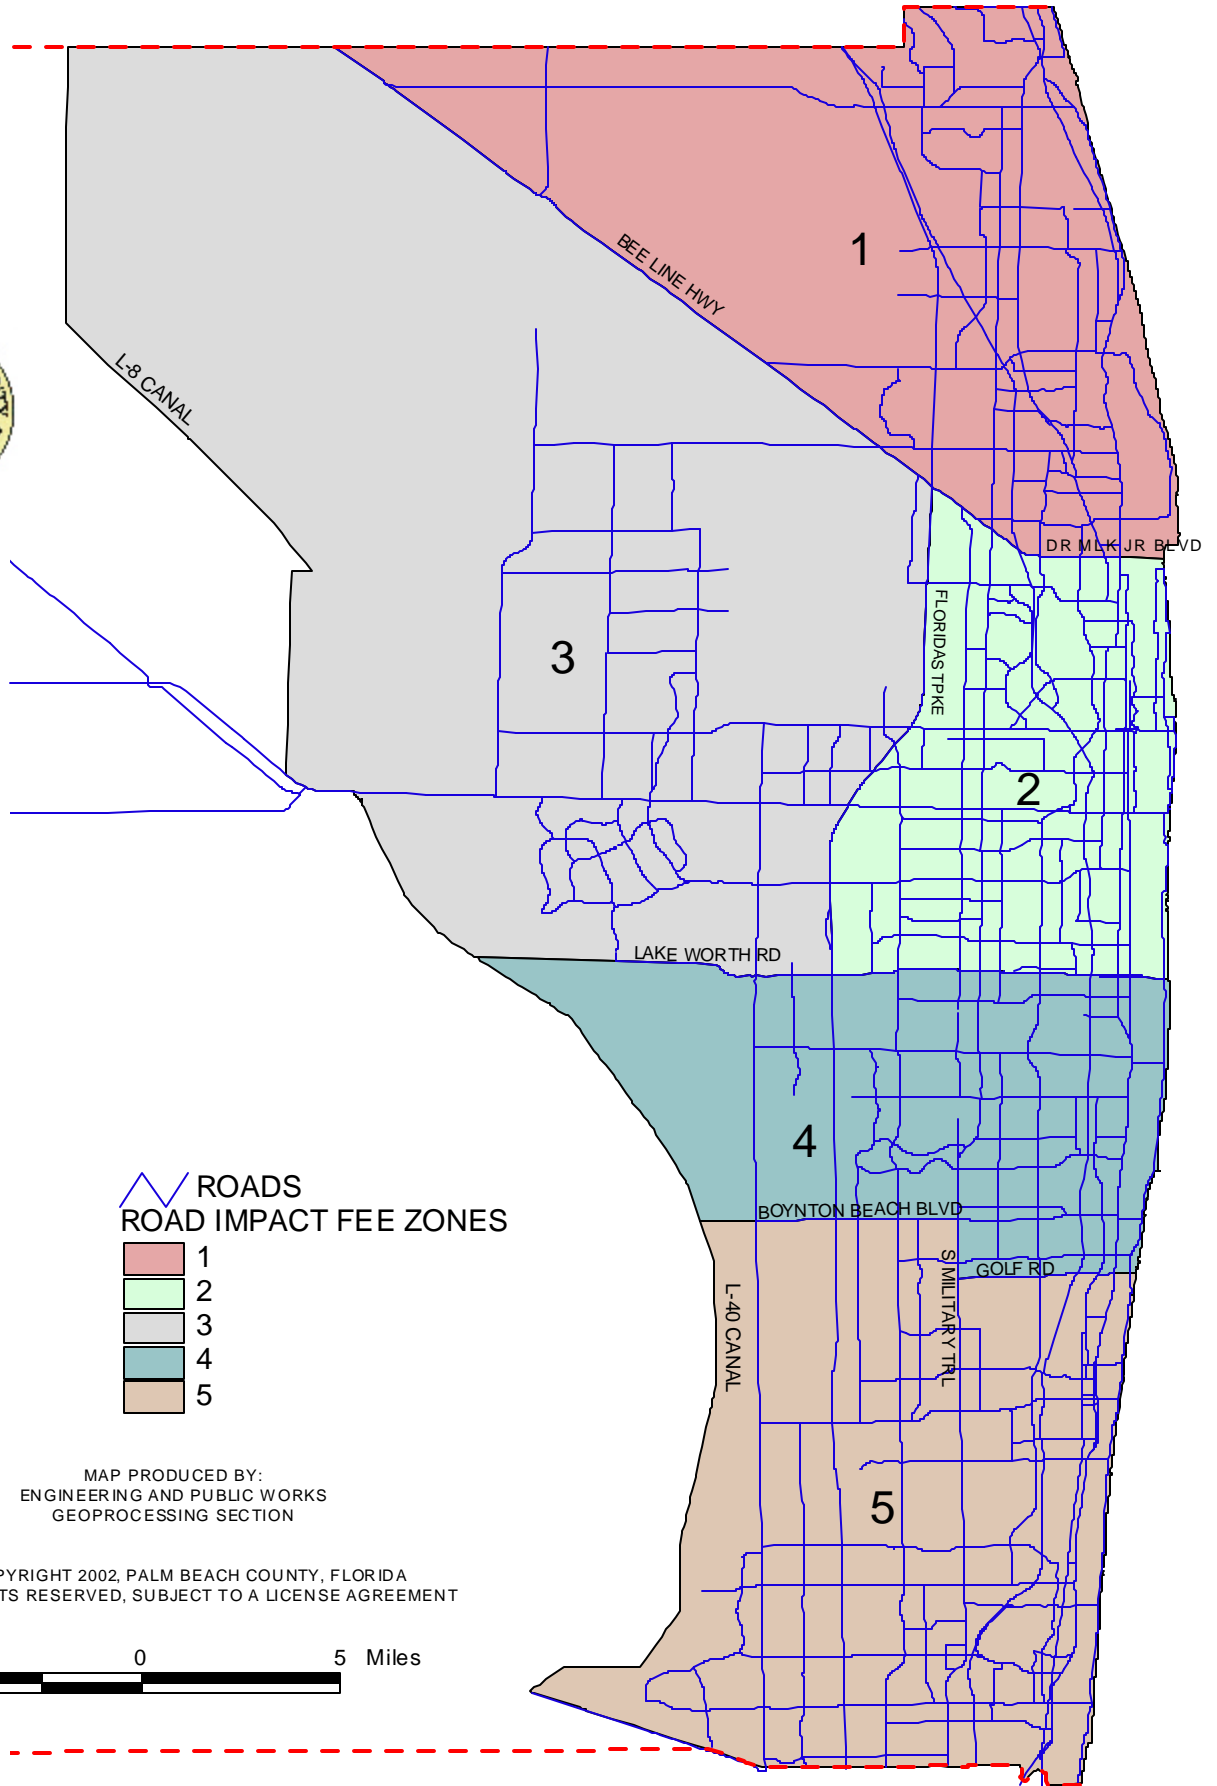 1
BEE LINE HWY
L-8 CANAL
DR MLK JR BLVD
FLORIDAS TPKE
3
2
LAKE WORTH RD
4
BOYNTON BEACH BLVD
S MILITARY TRL
GOLF RD
L-40 CANAL
5
ROADS
ROAD IMPACT FEE ZONES
1
2
3
4
5
MAP PRODUCED BY:
ENGINEERING AND PUBLIC WORKS
GEOPROCESSING SECTION
PYRIGHT 2002, PALM BEACH COUNTY, FLORIDA
TS RESERVED, SUBJECT TO A LICENSE AGREEMENT
0 5 Miles